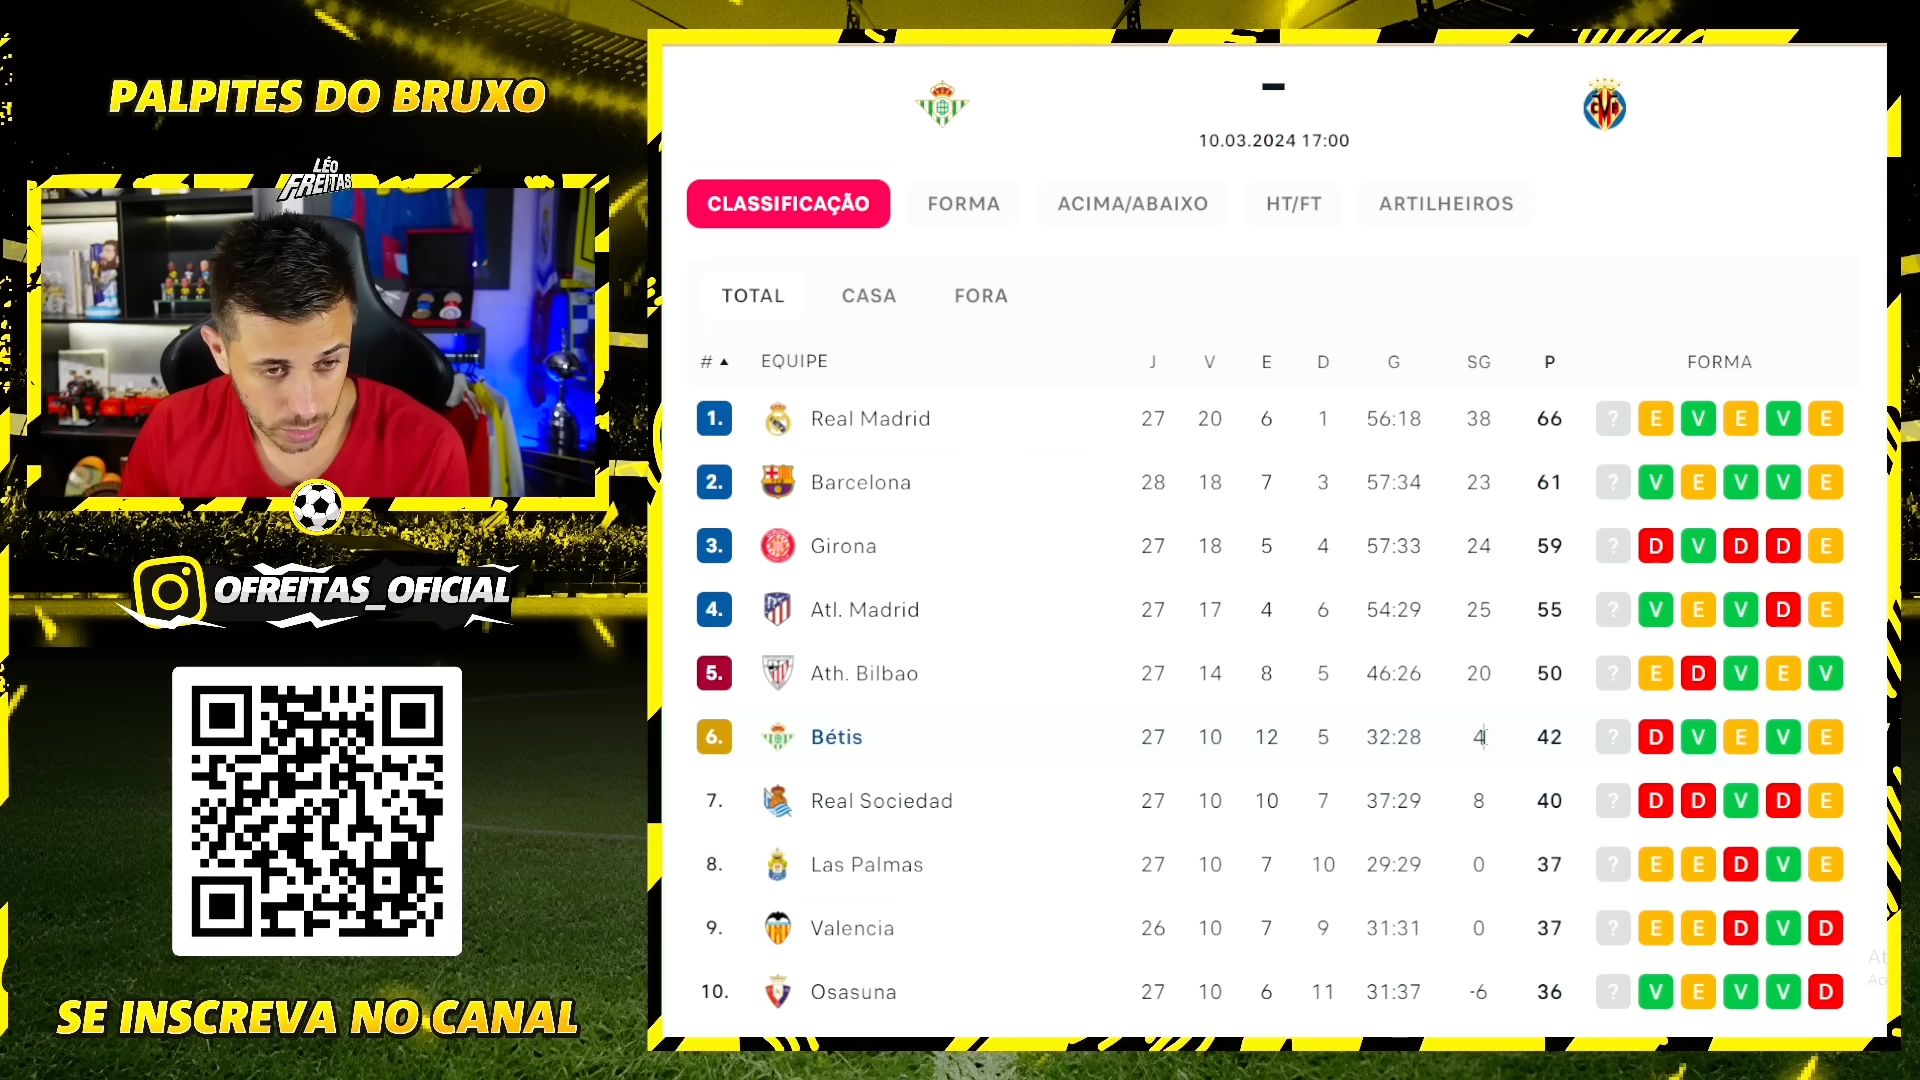 PALPITES DO BRUXO
LÉO
FREITAS
OFREITAS_OFICIAL
SE INSCREVA NO CANAL
-
10.03.2024 17:00
CLASSIFICAÇÃO FORMA ACIMA/ABAIXO HT/FT ARTILHEIROS
TOTAL CASA FORA
# EQUIPE J V E D G SG P FORMA
1. Real Madrid 27 20 6 1 56:18 38 66 ? E V E V E
2. Barcelona 28 18 7 3 57:34 23 61 ? V E V V E
3. Girona 27 18 5 4 57:33 24 59 ? D V D D E
4. Atl. Madrid 27 17 4 6 54:29 25 55 ? V E V D E
5. Ath. Bilbao 27 14 8 5 46:26 20 50 ? E D V E V
6. Bétis 27 10 12 5 32:28 4 42 ? D V E V E
7. Real Sociedad 27 10 10 7 37:29 8 40 ? D D V D E
8. Las Palmas 27 10 7 10 29:29 0 37 ? E E D V E
9. Valencia 26 10 7 9 31:31 0 37 ? E E D V D
10. Osasuna 27 10 6 11 31:37 -6 36 ? V E V V D